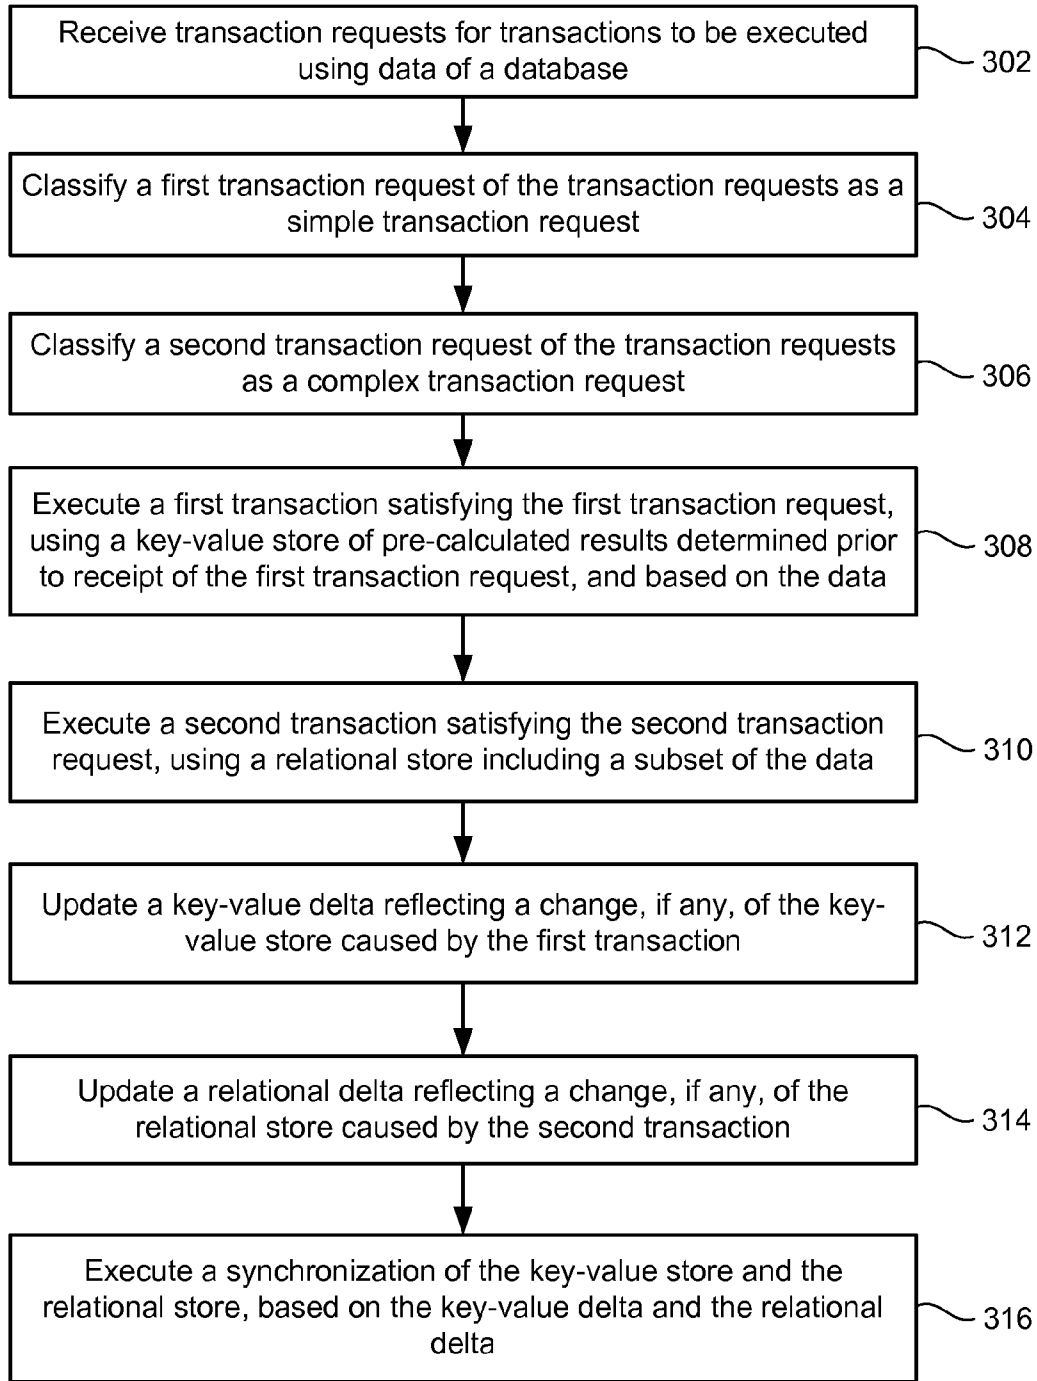 Receive transaction requests for transactions to be executed
using data of a database
302
Classify a first transaction request of the transaction requests as a
simple transaction request
304
Classify a second transaction request of the transaction requests
as a complex transaction request
306
Execute a first transaction satisfying the first transaction request,
using a key-value store of pre-calculated results determined prior
to receipt of the first transaction request, and based on the data
308
Execute a second transaction satisfying the second transaction
request, using a relational store including a subset of the data
310
Update a key-value delta reflecting a change, if any, of the key-
value store caused by the first transaction
312
Update a relational delta reflecting a change, if any, of the
relational store caused by the second transaction
314
Execute a synchronization of the key-value store and the
relational store, based on the key-value delta and the relational
delta
316